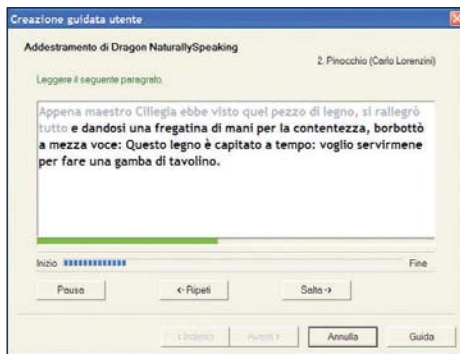 Creazione guidata utente
Addestramento di Dragon NaturallySpeaking
2. Pinocchio (Carlo Lorenzini)
Leggere il seguente paragrafo.
Appena maestro Ciliegia ebbe visto quel pezzo di legno, si rallegrò
tutto e dandosi una fregatina di mani per la contentezza, borbottò
a mezza voce: Questo legno è capitato a tempo: voglio servirmene
per fare una gamba di tavolino.
Inizio Fine
Pausa <- Ripeti Salta ->
< Indietro Avanti > Annulla Guida